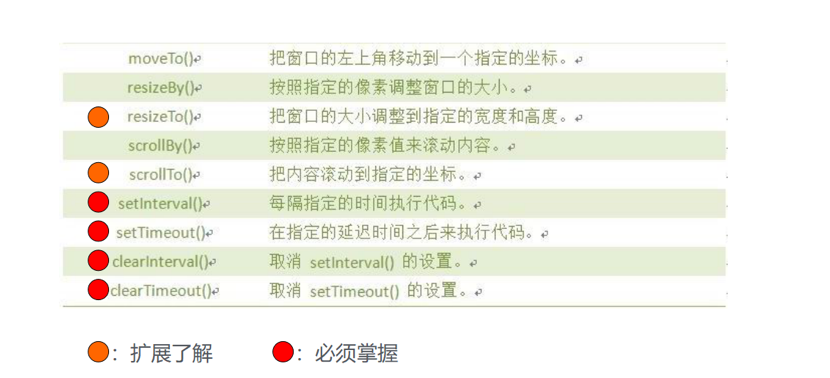 moveTo() 把窗口的左上角移动到一个指定的坐标。
resizeBy() 按照指定的像素调整窗口的大小。
resizeTo() 把窗口的大小调整到指定的宽度和高度。
scrollBy() 按照指定的像素值来滚动内容。
scrollTo() 把内容滚动到指定的坐标。
setInterval() 每隔指定的时间执行代码。
setTimeout() 在指定的延迟时间之后来执行代码。
clearInterval() 取消 setInterval() 的设置。
clearTimeout() 取消 setTimeout() 的设置。
：扩展了解 ：必须掌握